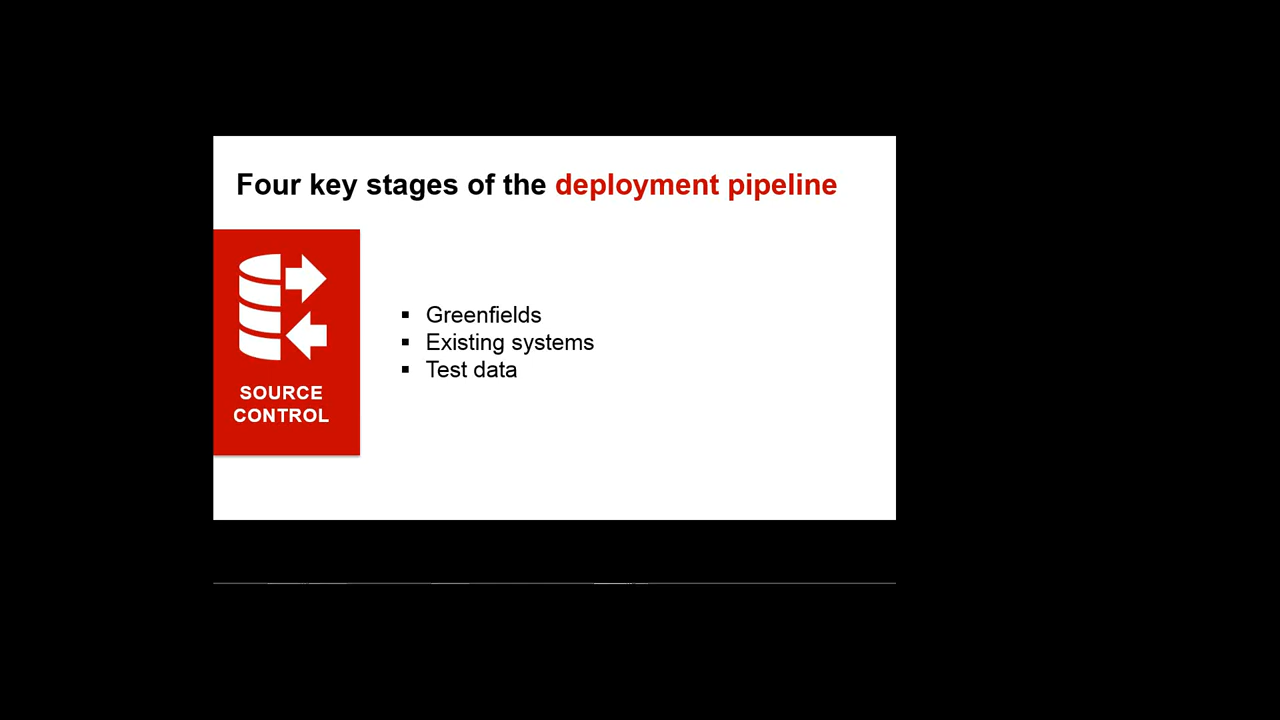 Four key stages of the deployment pipeline
SOURCE
CONTROL
▪ Greenfields
▪ Existing systems
▪ Test data